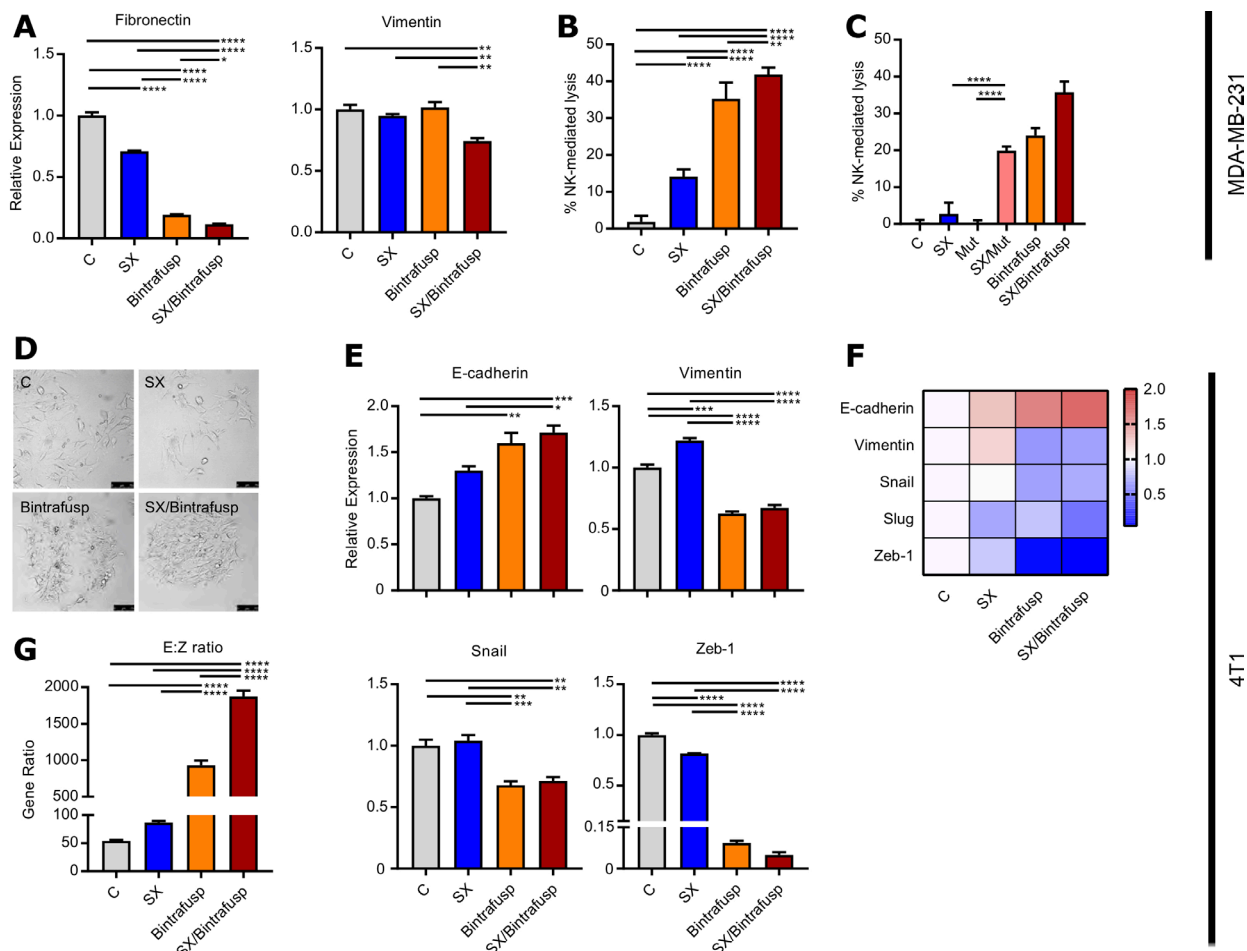 A
Fibronectin
****
****
*
****
****
****
Relative Expression
1.5
1.0
0.5
0.0
C
SX
Bintrafusp
SX/Bintrafusp
Vimentin
**
**
**
1.5
1.0
0.5
0.0
C
SX
Bintrafusp
SX/Bintrafusp
B
****
****
**
****
****
****
% NK-mediated lysis
50
40
30
20
10
0
C
SX
Bintrafusp
SX/Bintrafusp
C
****
****
% NK-mediated lysis
50
40
30
20
10
0
C
SX
Mut
SX/Mut
Bintrafusp
SX/Bintrafusp
MDA-MB-231
D
C
SX
Bintrafusp
SX/Bintrafusp
E
E-cadherin
***
*
**
Relative Expression
2.0
1.5
1.0
1.5
0
Vimentin
****
****
***
****
****
1.5
1.0
0.5
0
Snail
**
**
**
***
1.5
1.0
0.5
0
C
SX
Bintrafusp
SX/Bintrafusp
Zeb-1
****
****
****
****
****
1.5
1.0
0.5
0.15
0
C
SX
Bintrafusp
SX/Bintrafusp
F
E-cadherin
Vimentin
Snail
Slug
Zeb-1
C
SX
Bintrafusp
SX/Bintrafusp
2.0
1.5
1.0
0.5
G
E:Z ratio
****
****
****
****
****
Gene Ratio
2000
1500
1000
500
100
50
0
C
SX
Bintrafusp
SX/Bintrafusp
4T1